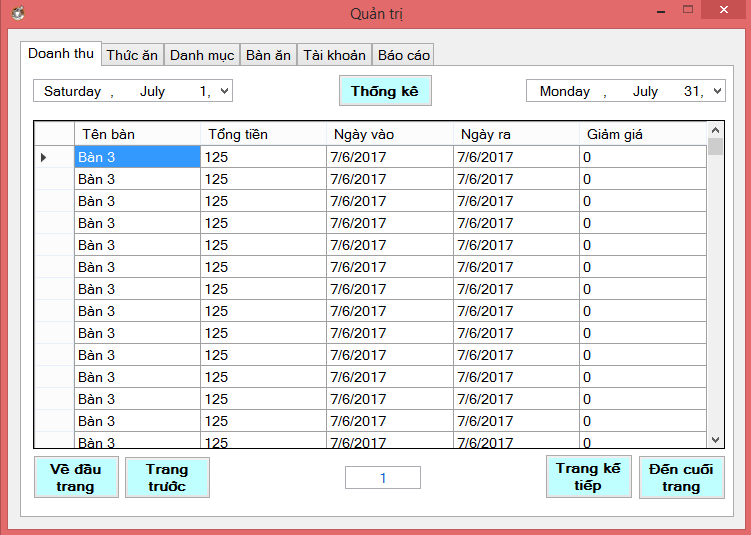 Quản trị
Doanh thu Thức ăn Danh mục Bàn ăn Tài khoản Báo cáo
Saturday , July 1, Thống kê Monday , July 31,
Tên bàn Tổng tiền Ngày vào Ngày ra Giảm giá
Bàn 3 125 7/6/2017 7/6/2017 0
Bàn 3 125 7/6/2017 7/6/2017 0
Bàn 3 125 7/6/2017 7/6/2017 0
Bàn 3 125 7/6/2017 7/6/2017 0
Bàn 3 125 7/6/2017 7/6/2017 0
Bàn 3 125 7/6/2017 7/6/2017 0
Bàn 3 125 7/6/2017 7/6/2017 0
Bàn 3 125 7/6/2017 7/6/2017 0
Bàn 3 125 7/6/2017 7/6/2017 0
Bàn 3 125 7/6/2017 7/6/2017 0
Bàn 3 125 7/6/2017 7/6/2017 0
Bàn 3 125 7/6/2017 7/6/2017 0
Bàn 3 125 7/6/2017 7/6/2017 0
Bàn 3 125 7/6/2017 7/6/2017 0
Về đầu
trang
Trang
trước
1
Trang kế
tiếp
Đến cuối
trang